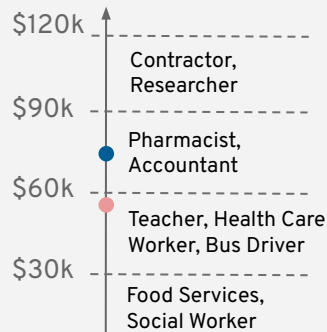 $120k
Contractor,
Researcher
$90k
Pharmacist,
Accountant
$60k
Teacher, Health Care
Worker, Bus Driver
$30k
Food Services,
Social Worker